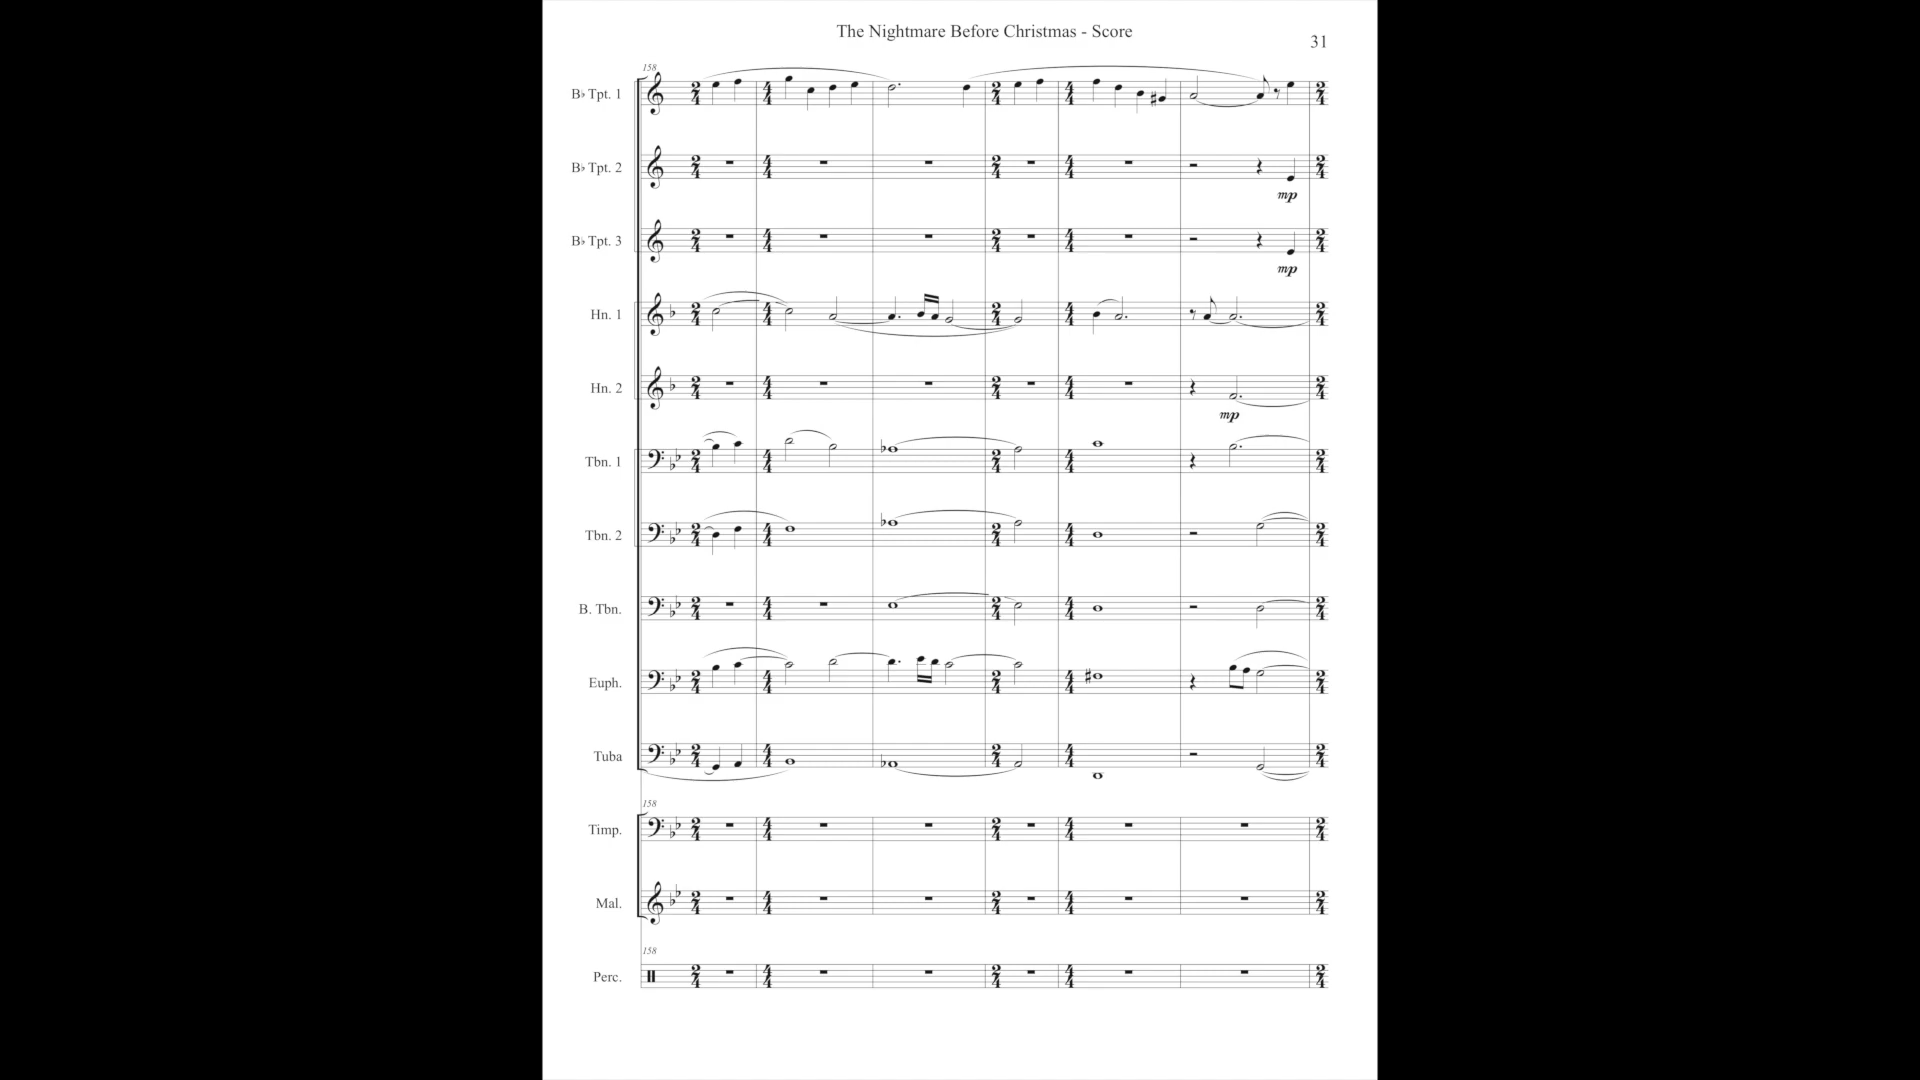 The Nightmare Before Christmas - Score
31
158
B♭ Tpt. 1
B♭ Tpt. 2
mp
B♭ Tpt. 3
mp
Hn. 1
Hn. 2
mp
Tbn. 1
Tbn. 2
B. Tbn.
Euph.
Tuba
158
Timp.
Mal.
158
Perc.